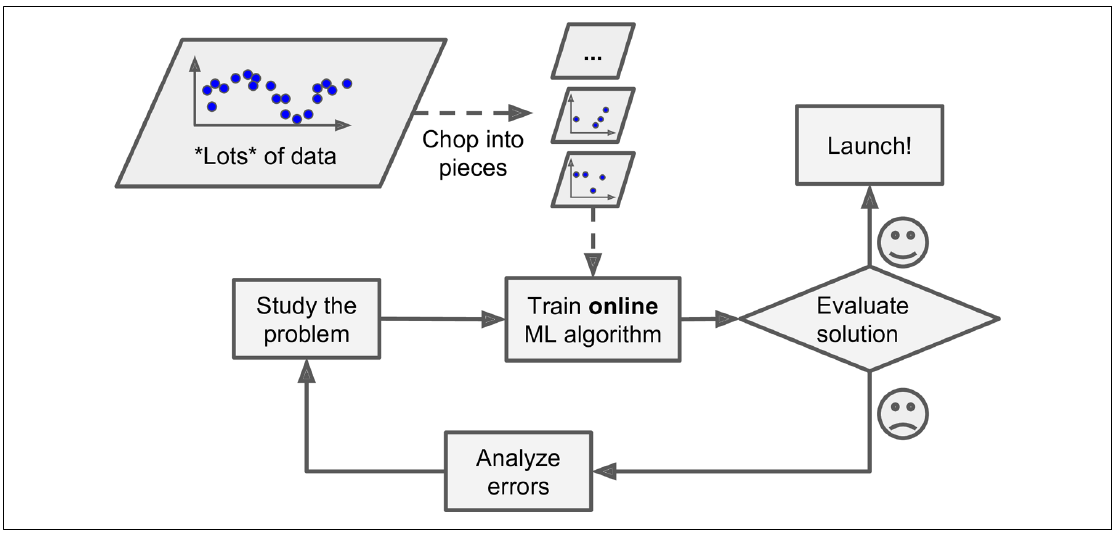 *Lots* of data
Chop into
pieces
...
Launch!
Study the
problem
Train online
ML algorithm
Evaluate
solution
Analyze
errors